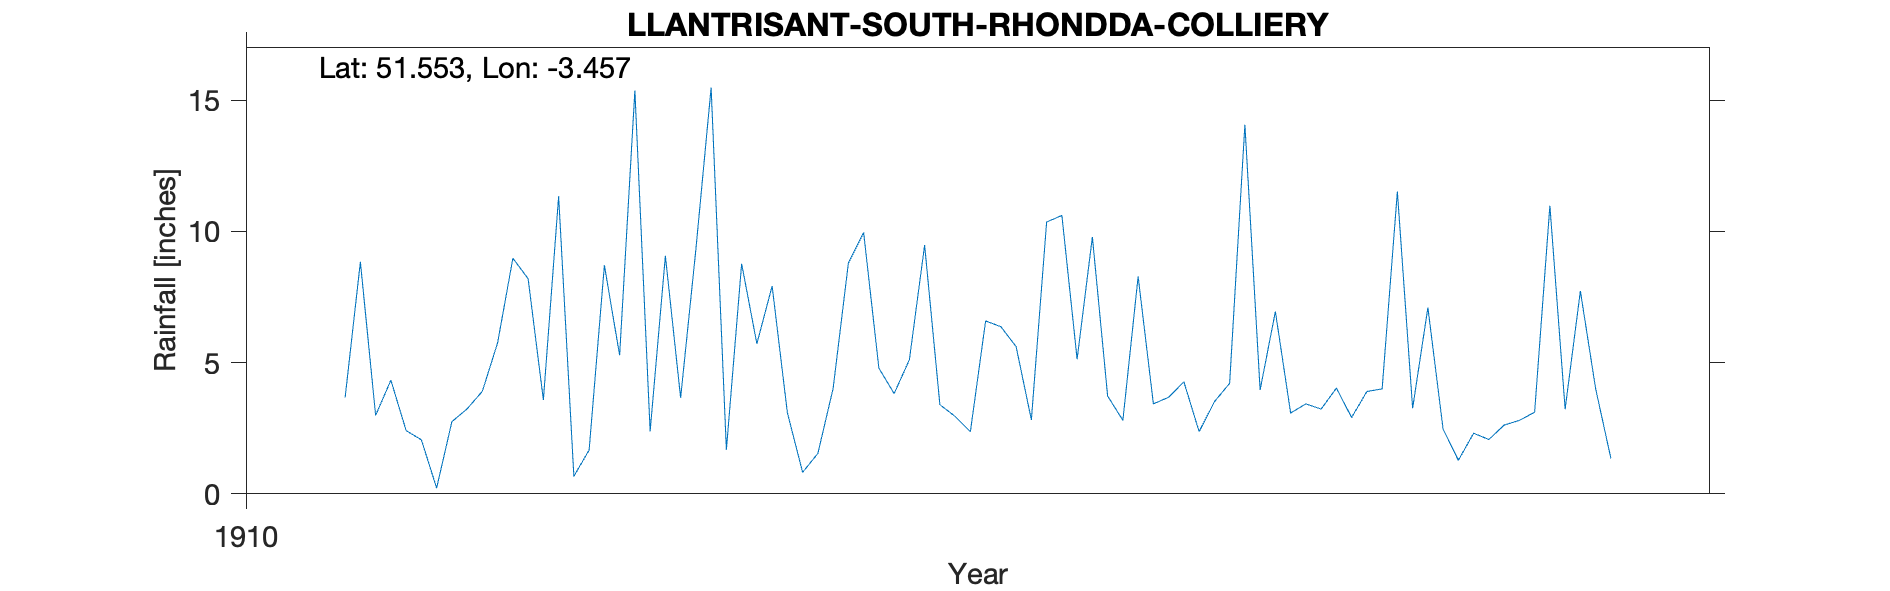 LLANTRISANT-SOUTH-RHONDDA-COLLIERY
Lat: 51.553, Lon: -3.457
15
10
5
0
Rainfall [inches]
1910
Year